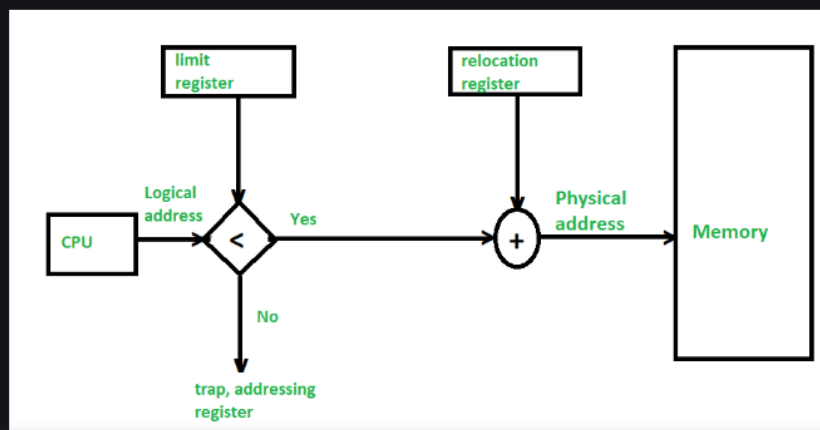 limit
register
relocation
register
Logical
address
CPU
<
Yes
+
Physical
address
Memory
No
trap, addressing
register